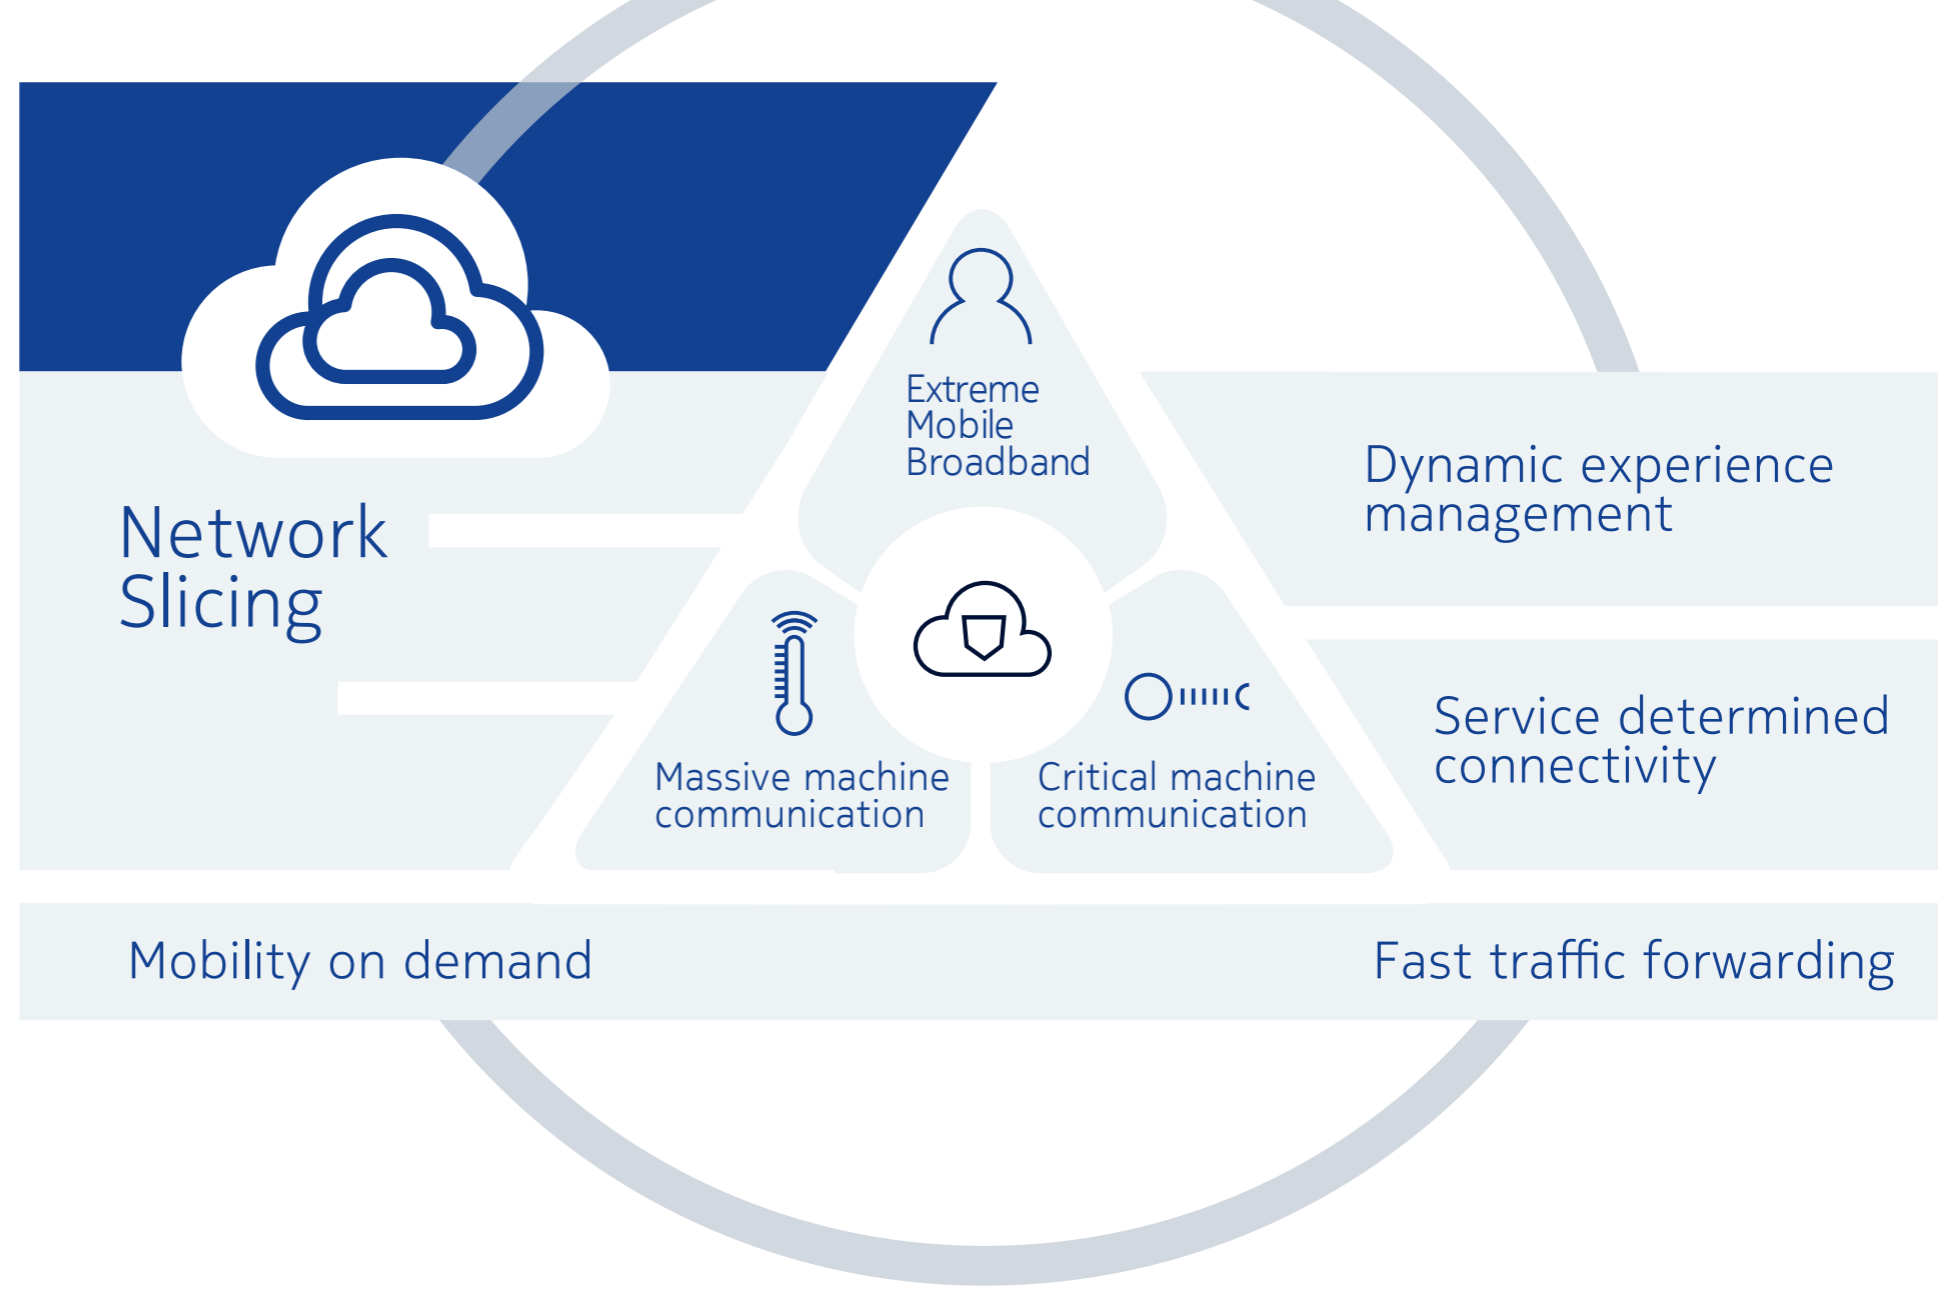 Extreme
Mobile
Broadband
Dynamic experience
management
Network
Slicing
Service determined
connectivity
Massive machine
communication
Critical machine
communication
Mobility on demand
Fast traffic forwarding